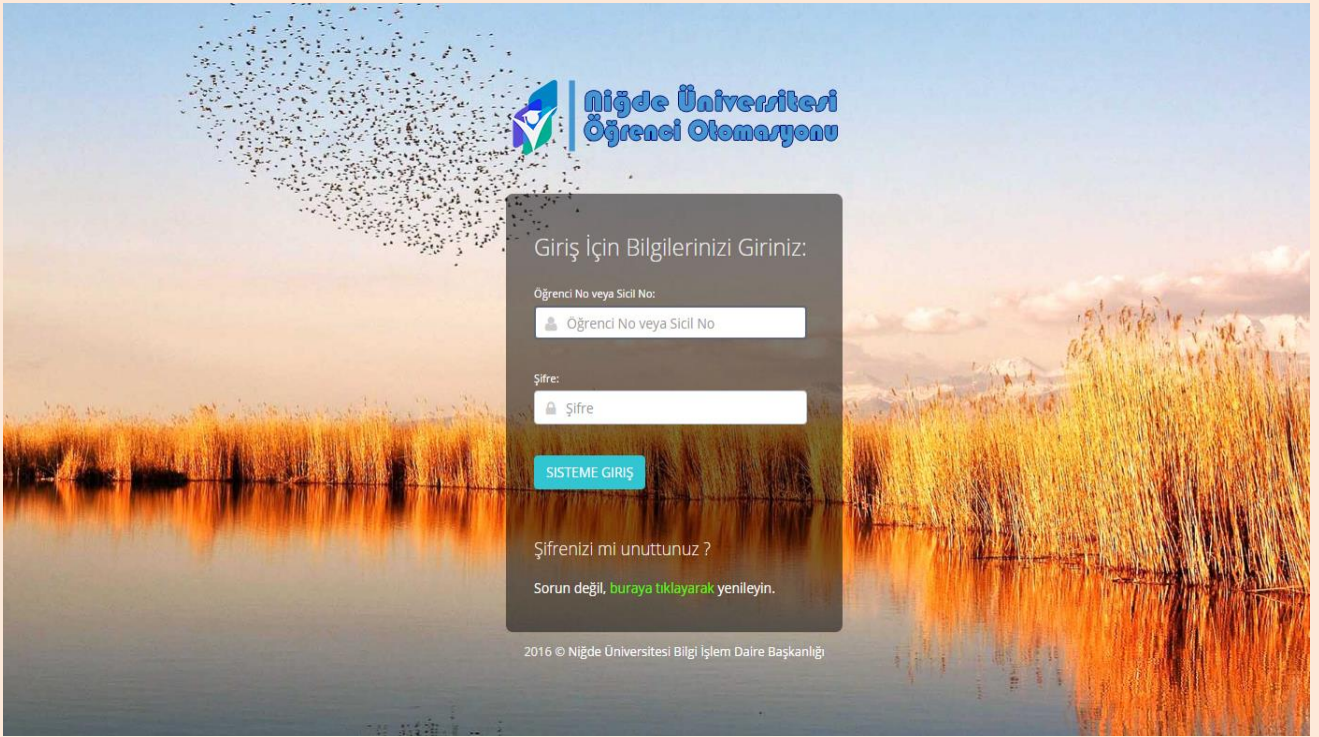 Niğde Üniversitesi
Öğrenci Otomasyonu
Giriş İçin Bilgilerinizi Giriniz:
Öğrenci No veya Sicil No:
Öğrenci No veya Sicil No
Şifre:
Şifre
SISTEME GIRIŞ
Şifrenizi mi unuttunuz ?
Sorun değil, buraya tıklayarak yenileyin.
2016 © Niğde Üniversitesi Bilgi İşlem Daire Başkanlığı